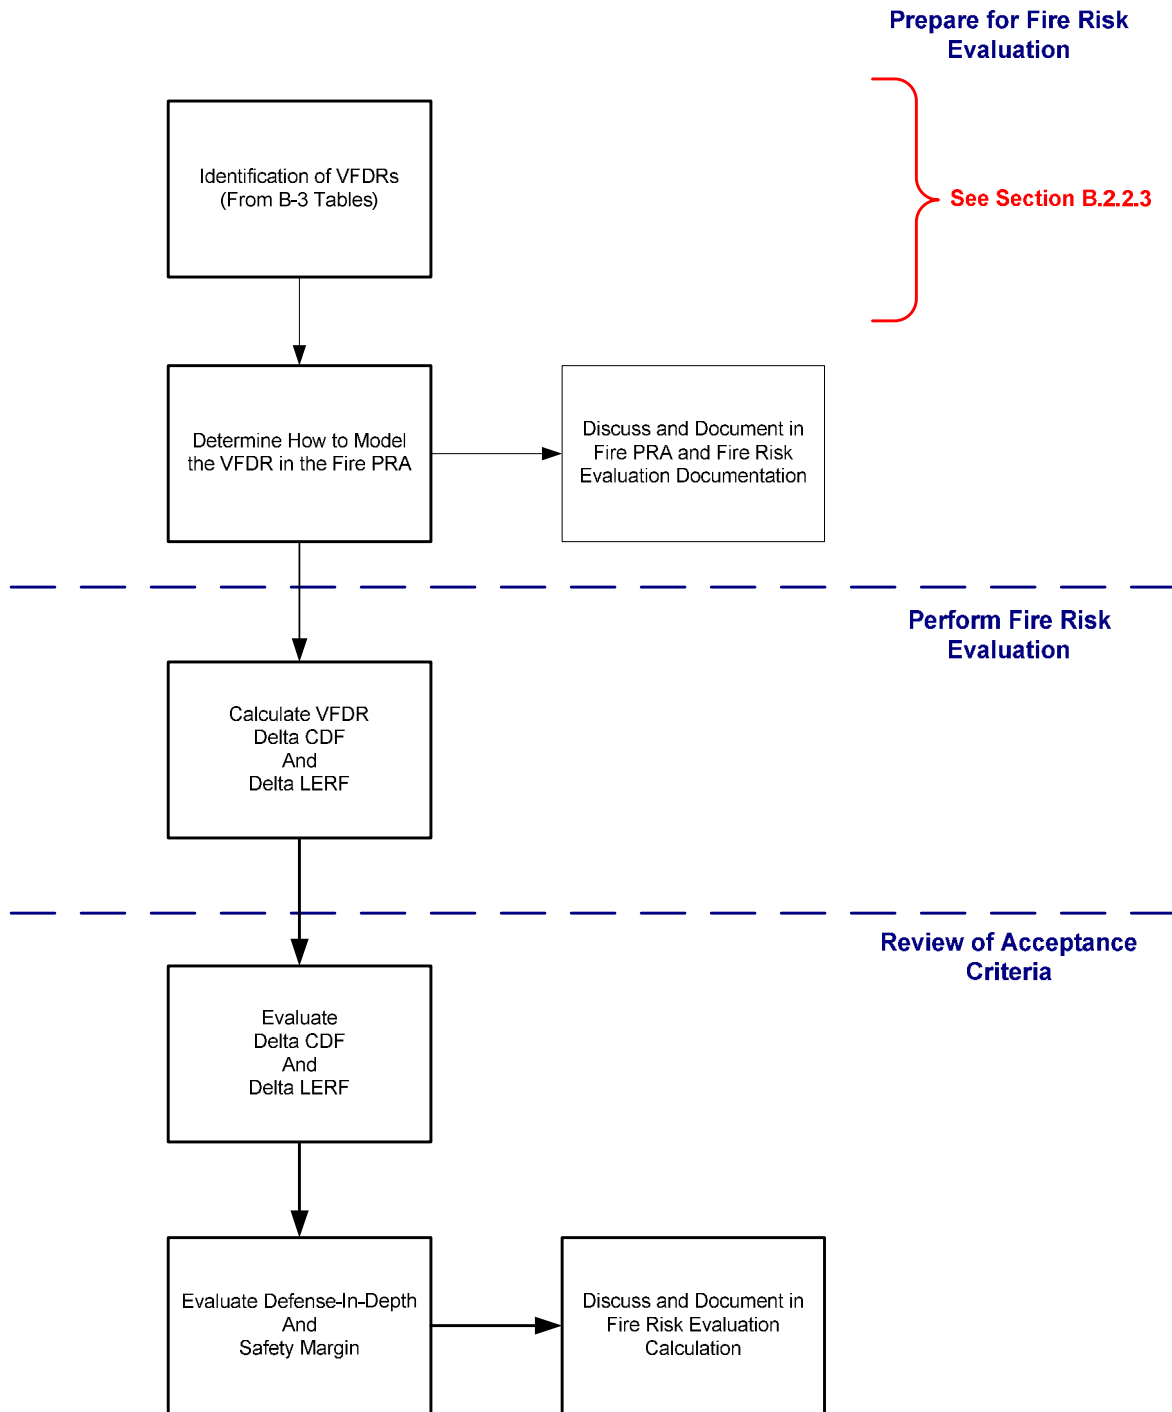 Prepare for Fire Risk
Evaluation
Identification of VFDRs
(From B-3 Tables)
See Section B.2.2.3
Determine How to Model
the VFDR in the Fire PRA
Discuss and Document in
Fire PRA and Fire Risk
Evaluation Documentation
Perform Fire Risk
Evaluation
Calculate VFDR
Delta CDF
And
Delta LERF
Review of Acceptance
Criteria
Evaluate
Delta CDF
And
Delta LERF
Evaluate Defense-In-Depth
And
Safety Margin
Discuss and Document in
Fire Risk Evaluation
Calculation